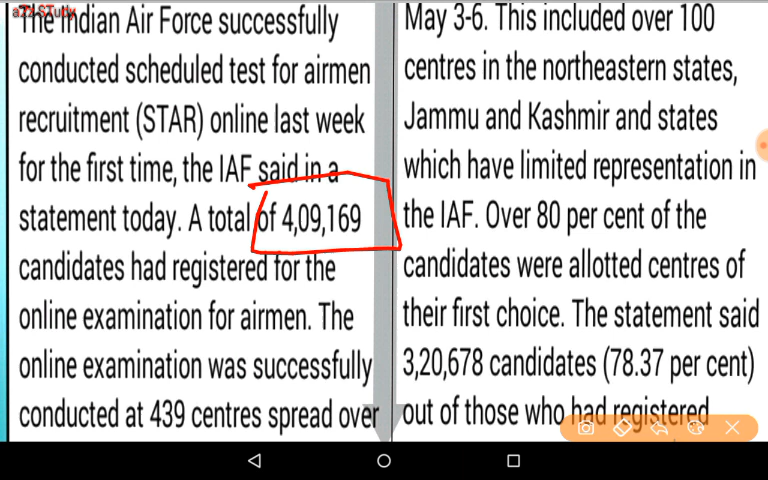 a2z STudy
The Indian Air Force successfully
conducted scheduled test for airmen
recruitment (STAR) online last week
for the first time, the IAF said in a
statement today. A total of 4,09,169
candidates had registered for the
online examination for airmen. The
online examination was successfully
conducted at 439 centres spread over
May 3-6. This included over 100
centres in the northeastern states,
Jammu and Kashmir and states
which have limited representation in
the IAF. Over 80 per cent of the
candidates were allotted centres of
their first choice. The statement said
3,20,678 candidates (78.37 per cent)
out of those who had registered